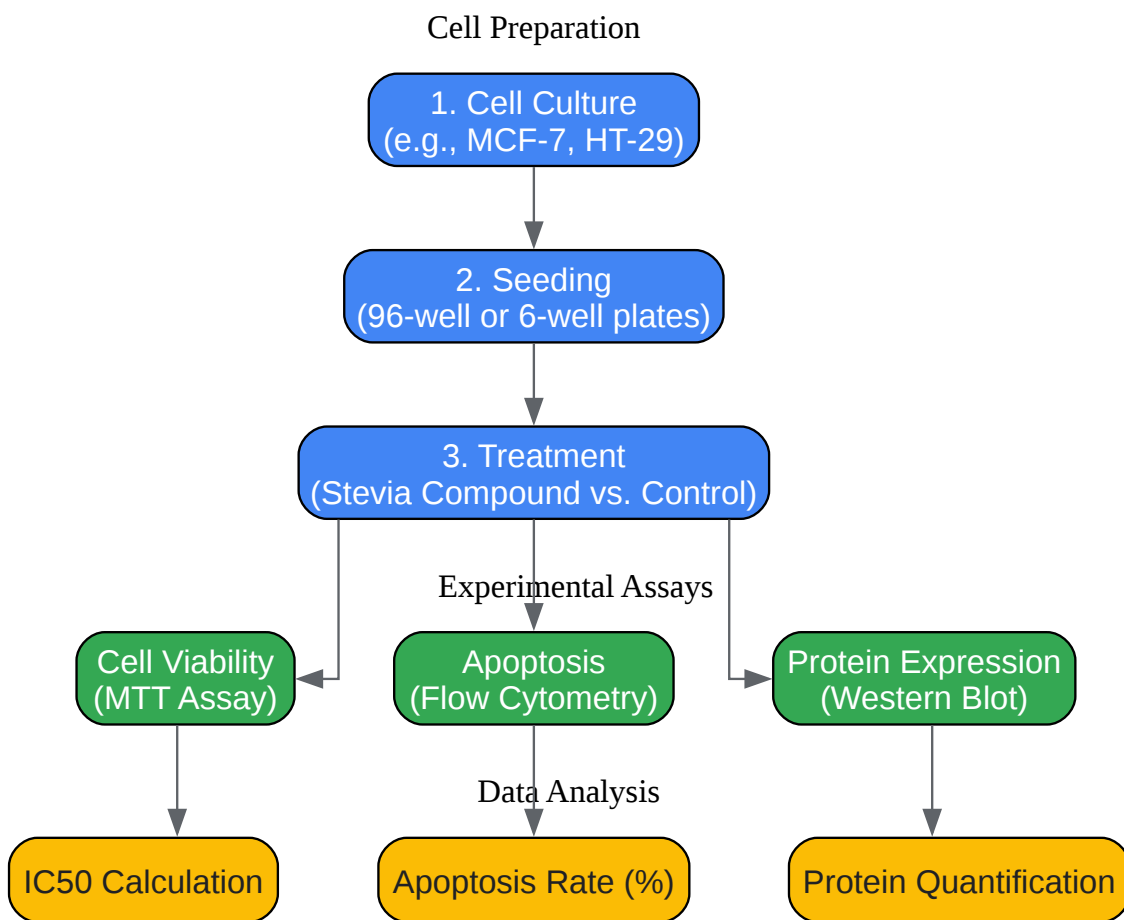 Cell Preparation
1. Cell Culture
(e.g., MCF-7, HT-29)
2. Seeding
(96-well or 6-well plates)
3. Treatment
(Stevia Compound vs. Control)
Experimental Assays
Cell Viability
(MTT Assay)
Apoptosis
(Flow Cytometry)
Protein Expression
(Western Blot)
Data Analysis
IC50 Calculation
Apoptosis Rate (%)
Protein Quantification